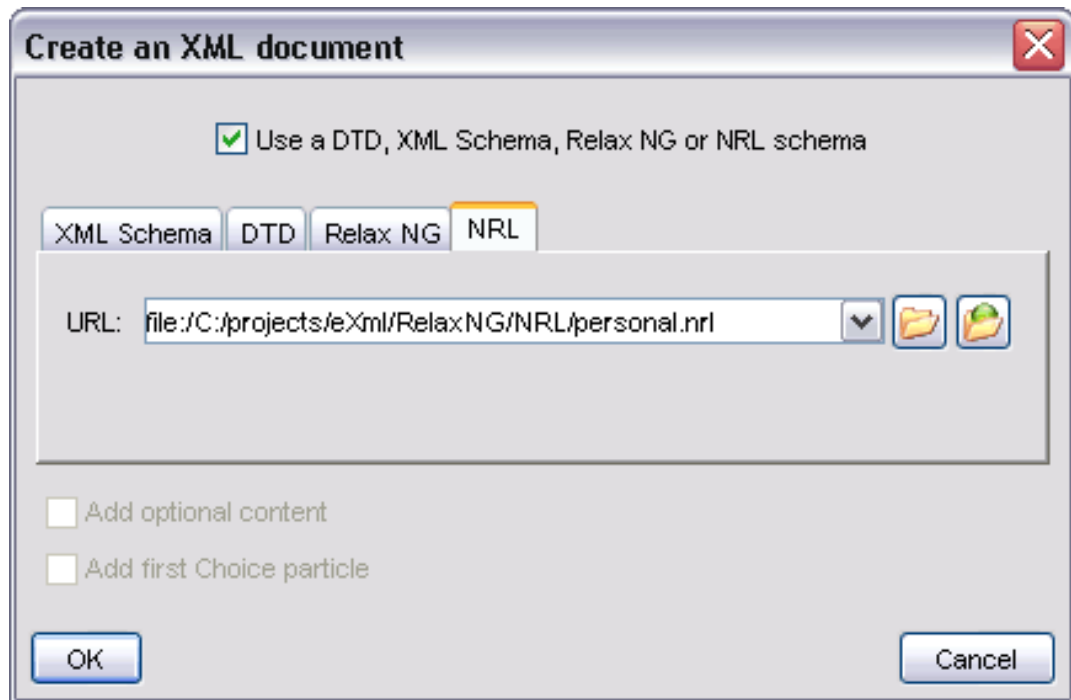 Create an XML document
Use a DTD, XML Schema, Relax NG or NRL schema
XML Schema DTD Relax NG NRL
URL: file:/C:/projects/eXml/RelaxNG/NRL/personal.nrl
Add optional content
Add first Choice particle
OK Cancel